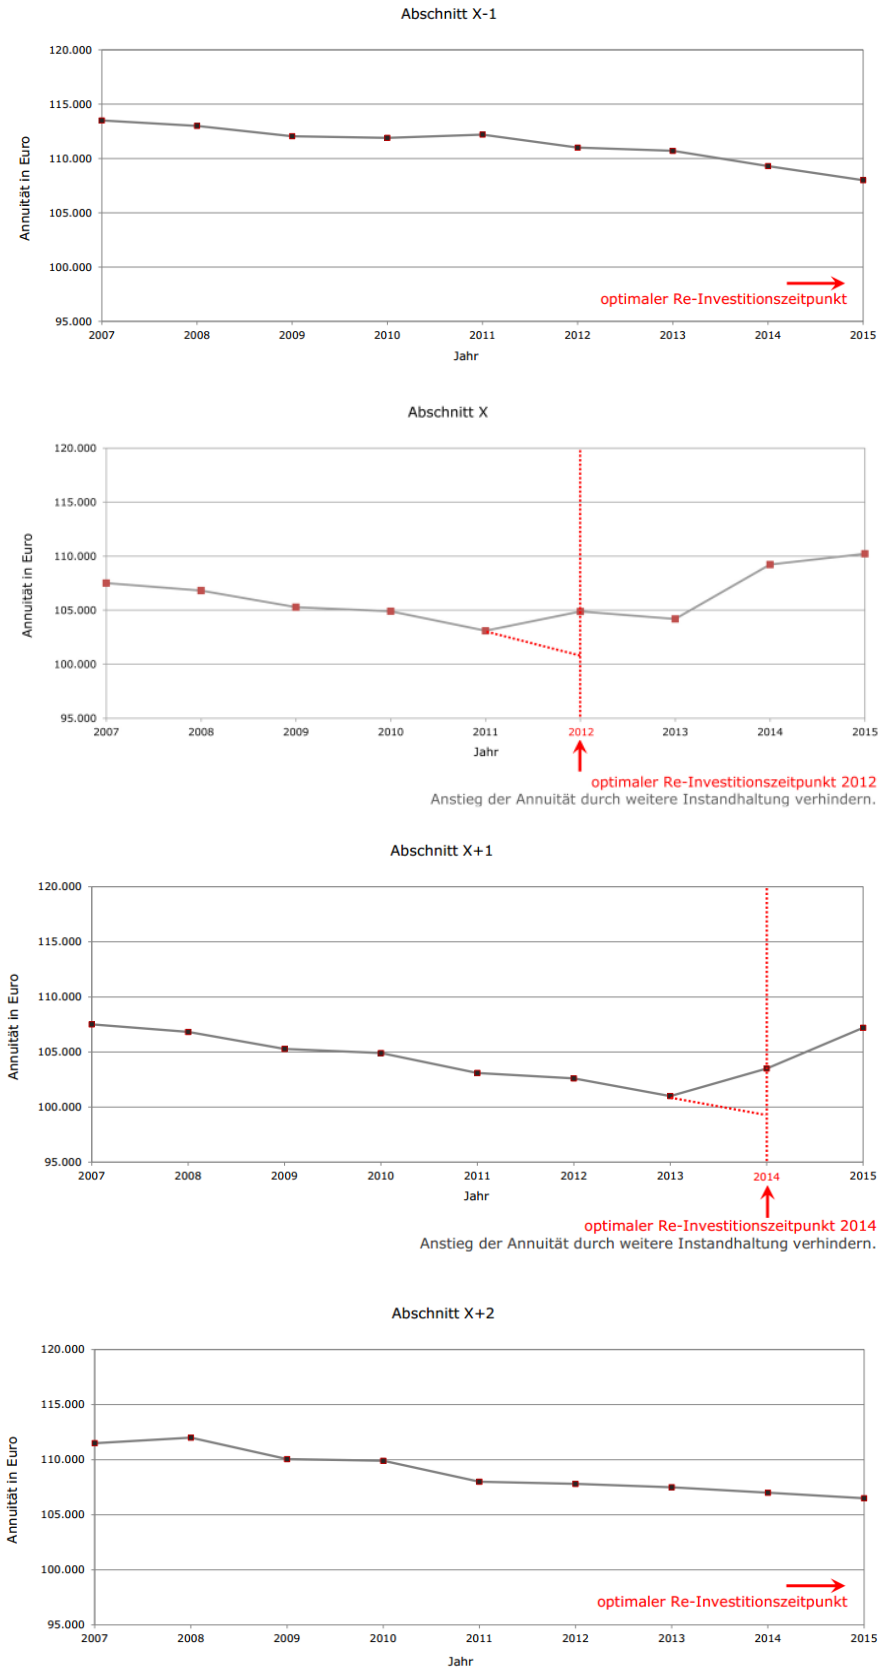 Abschnitt X-1
120.000
115.000
110.000
105.000
100.000
95.000
Annuität in Euro
optimaler Re-Investitionszeitpunkt
2007 2008 2009 2010 2011 2012 2013 2014 2015
Jahr
Abschnitt X
120.000
115.000
110.000
105.000
100.000
95.000
Annuität in Euro
2007 2008 2009 2010 2011 2012 2013 2014 2015
Jahr
optimaler Re-Investitionszeitpunkt 2012
Anstieg der Annuität durch weitere Instandhaltung verhindern.
Abschnitt X+1
120.000
115.000
110.000
105.000
100.000
95.000
Annuität in Euro
2007 2008 2009 2010 2011 2012 2013 2014 2015
Jahr
optimaler Re-Investitionszeitpunkt 2014
Anstieg der Annuität durch weitere Instandhaltung verhindern.
Abschnitt X+2
120.000
115.000
110.000
105.000
100.000
95.000
Annuität in Euro
optimaler Re-Investitionszeitpunkt
2007 2008 2009 2010 2011 2012 2013 2014 2015
Jahr